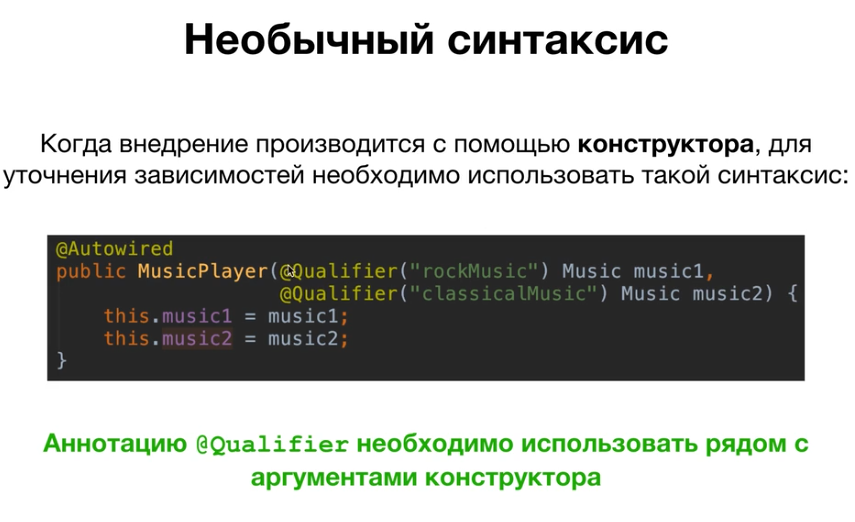 Необычный синтаксис
Когда внедрение производится с помощью конструктора, для
уточнения зависимостей необходимо использовать такой синтаксис:
@Autowired
public MusicPlayer(@Qualifier("rockMusic") Music music1,
@Qualifier("classicalMusic") Music music2) {
this.music1 = music1;
this.music2 = music2;
}
Аннотацию @Qualifier необходимо использовать рядом с
аргументами конструктора